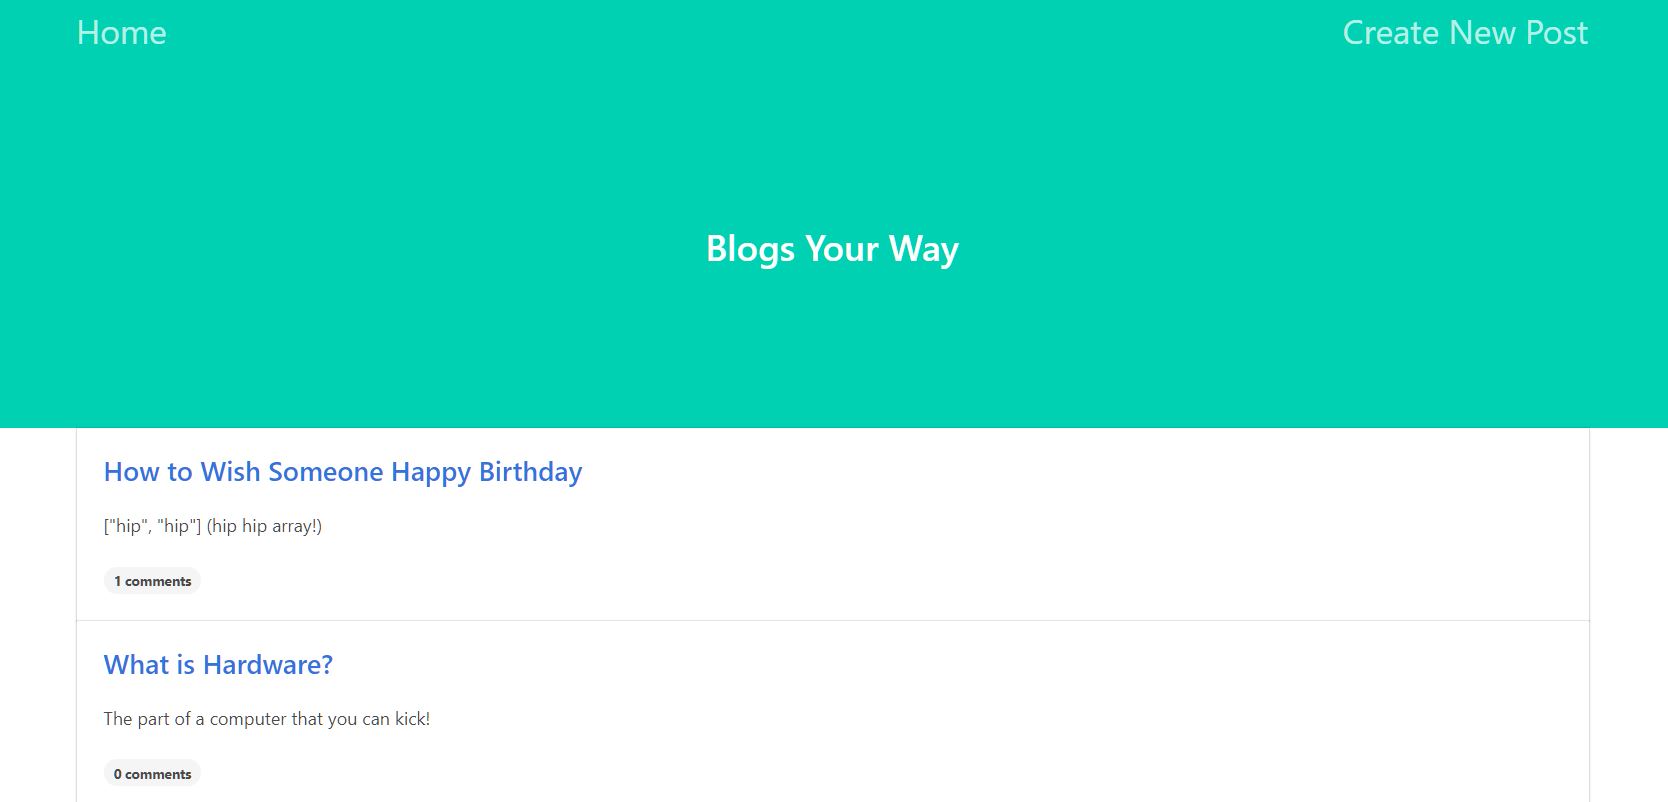 Home
Create New Post
Blogs Your Way
How to Wish Someone Happy Birthday
["hip", "hip"] (hip hip array!)
1 comments
What is Hardware?
The part of a computer that you can kick!
0 comments